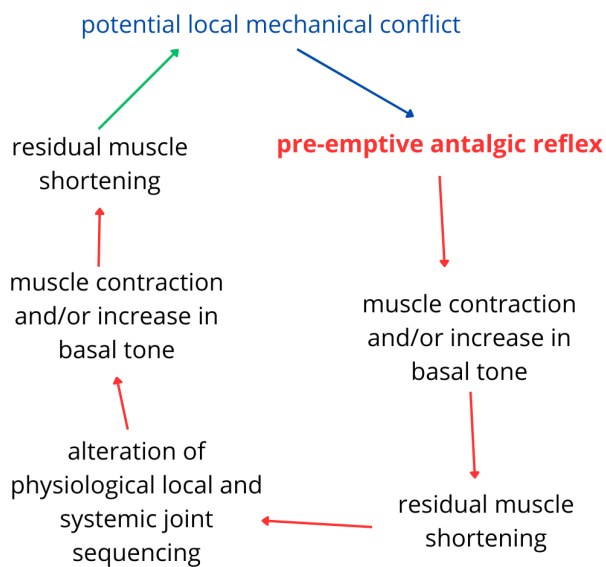 potential local mechanical conflict
pre-emptive antalgic reflex
muscle contraction
and/or increase in
basal tone
residual muscle
shortening
alteration of
physiological local and
systemic joint
sequencing
muscle contraction
and/or increase in
basal tone
residual muscle
shortening